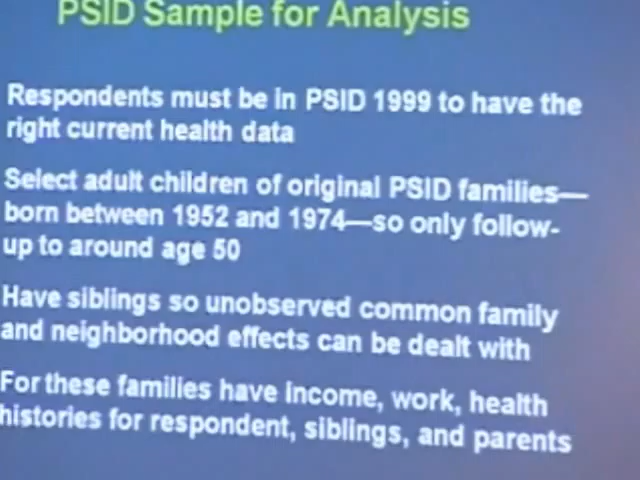 PSID Sample for Analysis
Respondents must be in PSID 1999 to have the
right current health data
Select adult children of original PSID families—
born between 1952 and 1974—so only follow-
up to around age 50
Have siblings so unobserved common family
and neighborhood effects can be dealt with
For these families have income, work, health
histories for respondent, siblings, and parents